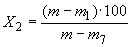 X₂ = (m − m₁)·100 / m − m₇